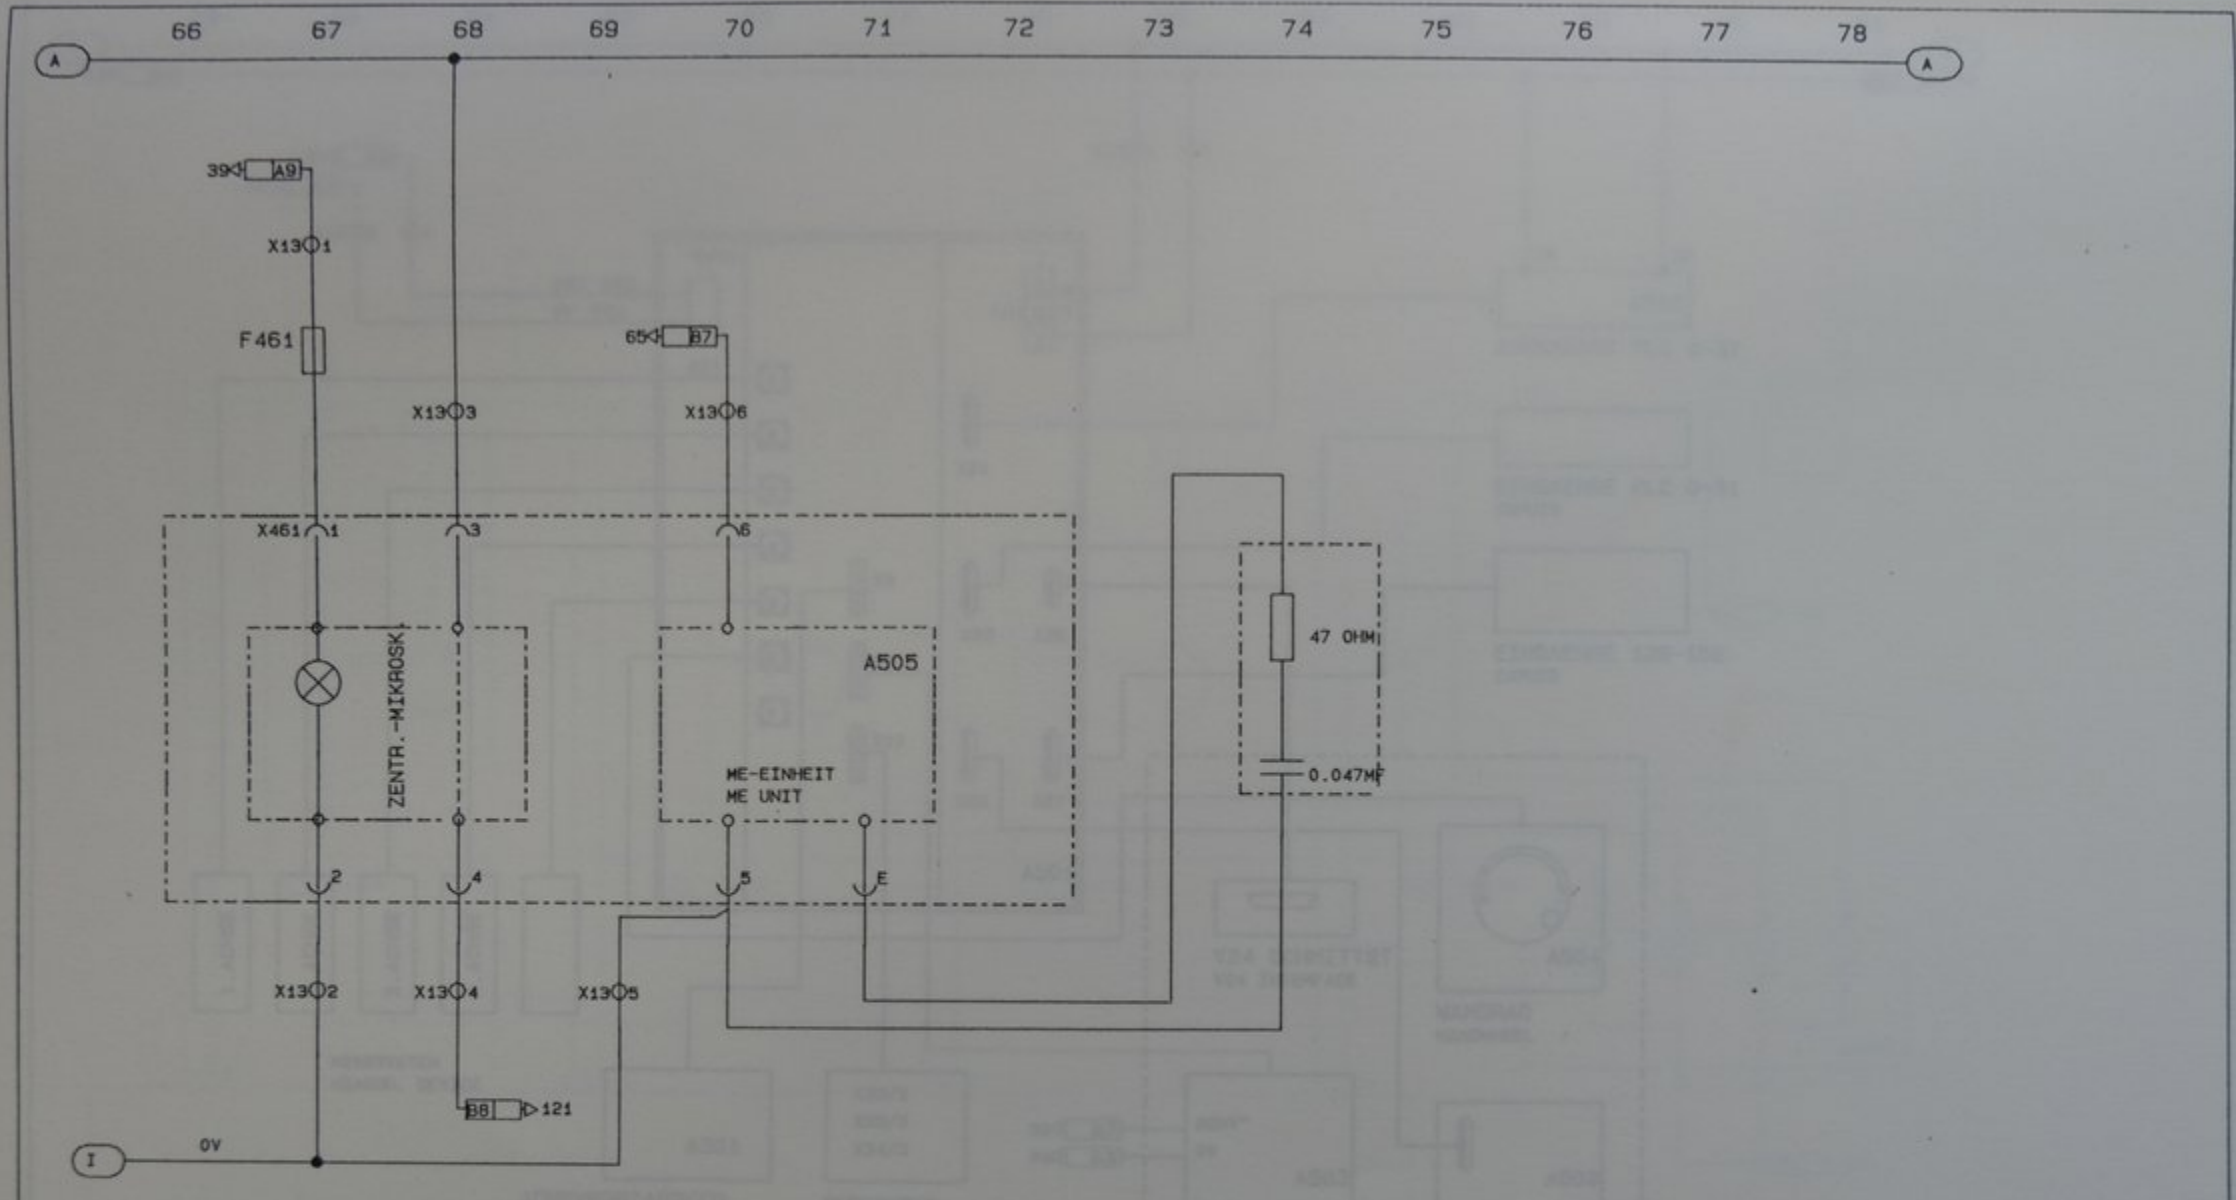 66 67 68 69 70 71 72 73 74 75 76 77 78
A A
39 A9
X13 1
F461
65 B7
X13 3
X13 6
X461 1 3 6
ZENTR.-MIKROSK.
A505
47 OHM
ME-EINHEIT
ME UNIT
0.047MF
2 4 5 E
X13 2
X13 4
X13 5
B8 121
0V
I